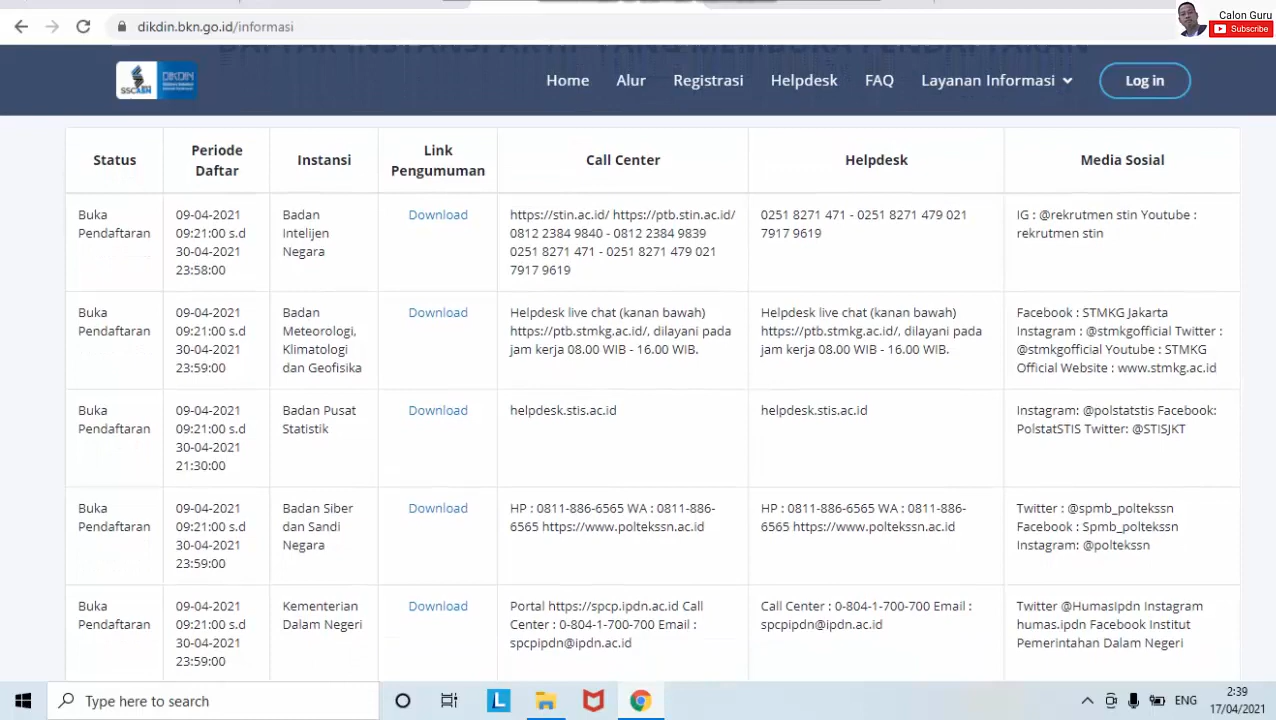 dikdin.bkn.go.id/informasi
Calon Guru
Subscribe
DAFTAR INSTANSI YANG MEMBUKA PENDAFTARAN
SSCASN
DIKDIN
Home Alur Registrasi Helpdesk FAQ Layanan Informasi Log in
Status
Periode
Daftar
Instansi
Link
Pengumuman
Call Center
Helpdesk
Media Sosial
Buka
Pendaftaran
09-04-2021
09:21:00 s.d
30-04-2021
23:58:00
Badan
Intelijen
Negara
Download
https://stin.ac.id/ https://ptb.stin.ac.id/
0812 2384 9840 - 0812 2384 9839
0251 8271 471 - 0251 8271 479 021
7917 9619
0251 8271 471 - 0251 8271 479 021
7917 9619
IG : @rekrutmen stin Youtube :
rekrutmen stin
Buka
Pendaftaran
09-04-2021
09:21:00 s.d
30-04-2021
23:59:00
Badan
Meteorologi,
Klimatologi
dan Geofisika
Download
Helpdesk live chat (kanan bawah)
https://ptb.stmkg.ac.id/, dilayani pada
jam kerja 08.00 WIB - 16.00 WIB.
Helpdesk live chat (kanan bawah)
https://ptb.stmkg.ac.id/, dilayani pada
jam kerja 08.00 WIB - 16.00 WIB.
Facebook : STMKG Jakarta
Instagram : @stmkgofficial Twitter :
@stmkgofficial Youtube : STMKG
Official Website : www.stmkg.ac.id
Buka
Pendaftaran
09-04-2021
09:21:00 s.d
30-04-2021
21:30:00
Badan Pusat
Statistik
Download
helpdesk.stis.ac.id
helpdesk.stis.ac.id
Instagram: @polstatstis Facebook:
PolstatSTIS Twitter: @STISJKT
Buka
Pendaftaran
09-04-2021
09:21:00 s.d
30-04-2021
23:59:00
Badan Siber
dan Sandi
Negara
Download
HP : 0811-886-6565 WA : 0811-886-
6565 https://www.poltekssn.ac.id
HP : 0811-886-6565 WA : 0811-886-
6565 https://www.poltekssn.ac.id
Twitter : @spmb_poltekssn
Facebook : Spmb_poltekssn
Instagram: @poltekssn
Buka
Pendaftaran
09-04-2021
09:21:00 s.d
30-04-2021
23:59:00
Kementerian
Dalam Negeri
Download
Portal https://spcp.ipdn.ac.id Call
Center : 0-804-1-700-700 Email :
spcpipdn@ipdn.ac.id
Call Center : 0-804-1-700-700 Email :
spcpipdn@ipdn.ac.id
Twitter @Humasipdn Instagram
humas.ipdn Facebook Institut
Pemerintahan Dalam Negeri
Type here to search
L
ENG
2:39
17/04/2021